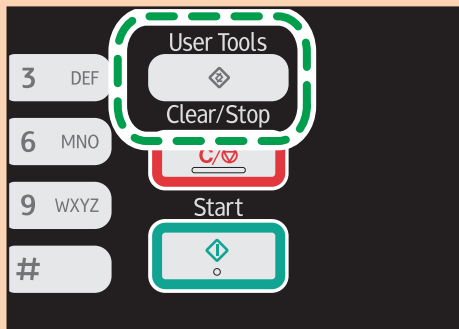 User Tools
3 DEF
Clear/Stop
6 MNO
C/
9 WXYZ
Start
#